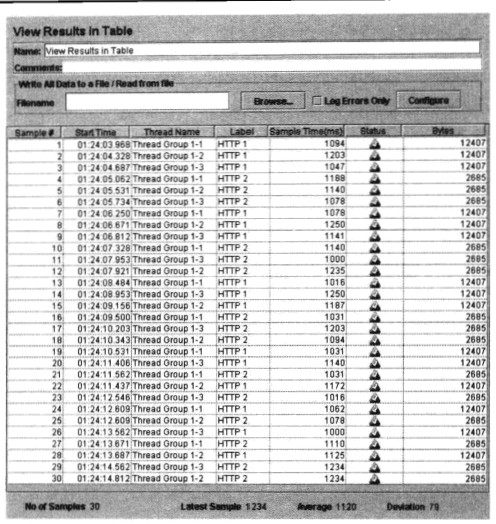 View Results in Table
Name: View Results in Table
Comments:
Write All Data to a File / Read from file
Filename Browse... Log Errors Only Configure
Sample # Start Time Thread Name Label Sample Time(ms) Status Bytes
1 01:24:03.968 Thread Group 1-1 HTTP 1 1094 12407
2 01:24:04.328 Thread Group 1-2 HTTP 1 1203 12407
3 01:24:04.687 Thread Group 1-3 HTTP 1 1047 12407
4 01:24:05.062 Thread Group 1-1 HTTP 2 1188 2685
5 01:24:05.531 Thread Group 1-2 HTTP 2 1140 2685
6 01:24:05.734 Thread Group 1-3 HTTP 2 1078 2685
7 01:24:06.250 Thread Group 1-1 HTTP 1 1078 12407
8 01:24:06.671 Thread Group 1-2 HTTP 1 1250 12407
9 01:24:06.812 Thread Group 1-3 HTTP 1 1141 12407
10 01:24:07.328 Thread Group 1-1 HTTP 2 1140 2685
11 01:24:07.953 Thread Group 1-3 HTTP 2 1000 2685
12 01:24:07.921 Thread Group 1-2 HTTP 2 1235 2685
13 01:24:08.484 Thread Group 1-1 HTTP 1 1016 12407
14 01:24:08.953 Thread Group 1-3 HTTP 1 1250 12407
15 01:24:09.156 Thread Group 1-2 HTTP 1 1187 12407
16 01:24:09.500 Thread Group 1-1 HTTP 2 1031 2685
17 01:24:10.203 Thread Group 1-3 HTTP 2 1203 2685
18 01:24:10.343 Thread Group 1-2 HTTP 2 1094 2685
19 01:24:10.531 Thread Group 1-1 HTTP 1 1031 12407
20 01:24:11.406 Thread Group 1-3 HTTP 1 1140 12407
21 01:24:11.562 Thread Group 1-1 HTTP 2 1031 2685
22 01:24:11.437 Thread Group 1-2 HTTP 1 1172 12407
23 01:24:12.546 Thread Group 1-3 HTTP 2 1016 2685
24 01:24:12.609 Thread Group 1-1 HTTP 1 1062 12407
25 01:24:12.609 Thread Group 1-2 HTTP 2 1078 2685
26 01:24:13.562 Thread Group 1-3 HTTP 1 1000 12407
27 01:24:13.671 Thread Group 1-1 HTTP 2 1110 2685
28 01:24:13.687 Thread Group 1-2 HTTP 1 1125 12407
29 01:24:14.562 Thread Group 1-3 HTTP 2 1234 2685
30 01:24:14.812 Thread Group 1-2 HTTP 2 1234 2685
No of Samples 30 Latest Sample 1234 Average 1120 Deviation 79